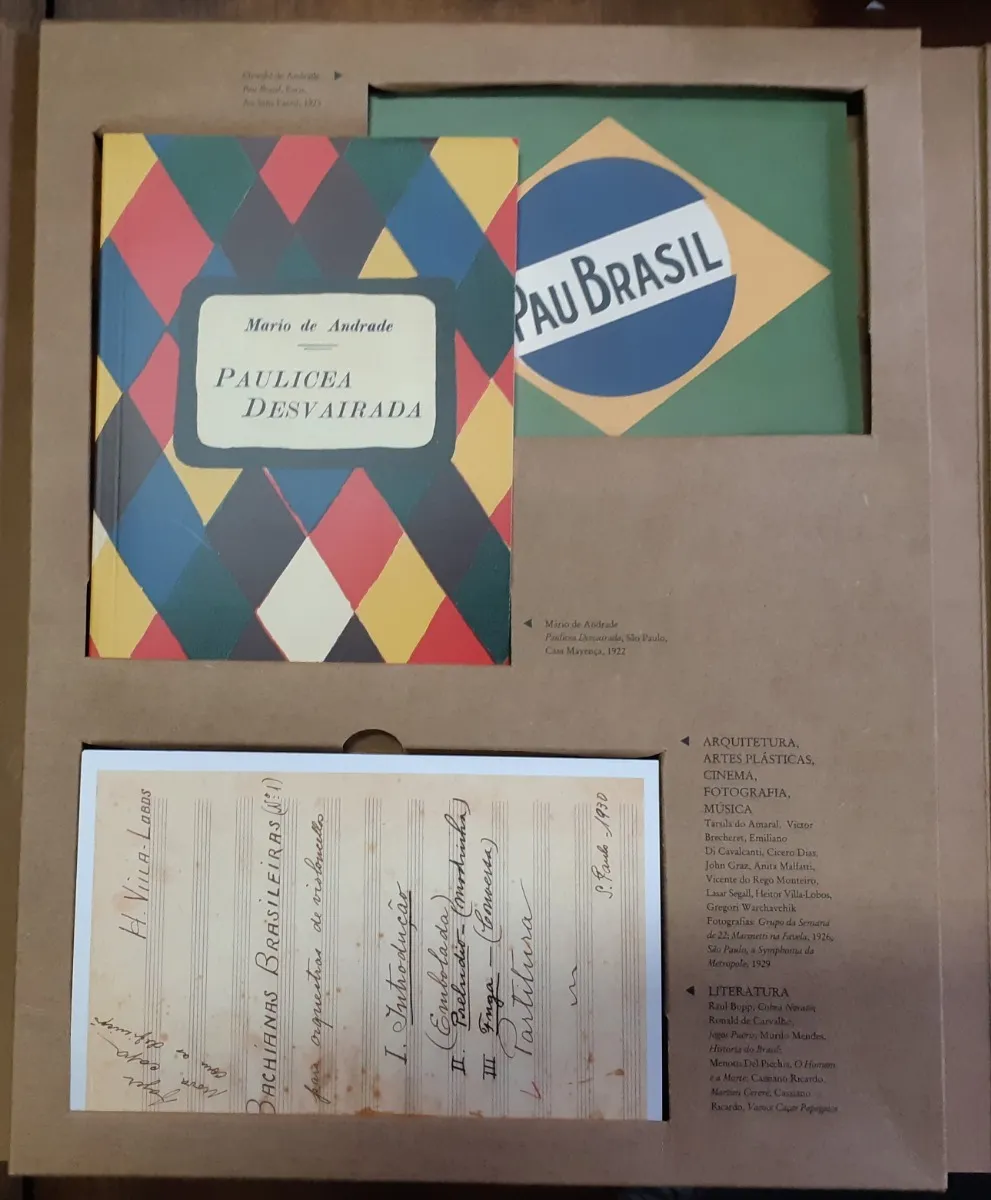 Oswald de Andrade
Pau Brasil, Paris,
Au Sans Pareil, 1925
PAU BRASIL
Mario de Andrade
PAULICEA
DESVAIRADA
Mário de Andrade
Paulicea Desvairada, São Paulo,
Casa Mayença, 1922
H. VILLA-LOBOS
BACHIANAS BRASILEIRAS (Nº 1)
para orquestras de violoncellos
I. Introdução
(Embolada)
II. Preludio - (Modinha)
III Fuga - (Conversa)
Partitura
S. Paulo - 1930
ARQUITETURA,
ARTES PLÁSTICAS,
CINEMA,
FOTOGRAFIA,
MÚSICA
Tarsila do Amaral, Victor
Brecheret, Emiliano
Di Cavalcanti, Cícero Dias,
John Graz, Anita Malfatti,
Vicente do Rego Monteiro,
Lasar Segall, Heitor Villa-Lobos,
Gregori Warchavchik
Fotografias: Grupo da Semana
de 22; Marinetti na Favela, 1926,
São Paulo, a Symphonia da
Metropole, 1929
LITERATURA
Raul Bopp, Cobra Norato,
Ronald de Carvalho,
Jogos Pueris, Murilo Mendes,
Historia do Brasil,
Menotti Del Picchia, O Homem
e a Morte, Cassiano Ricardo,
Martim Cererê, Cassiano
Ricardo, Vamos Caçar Papagaios